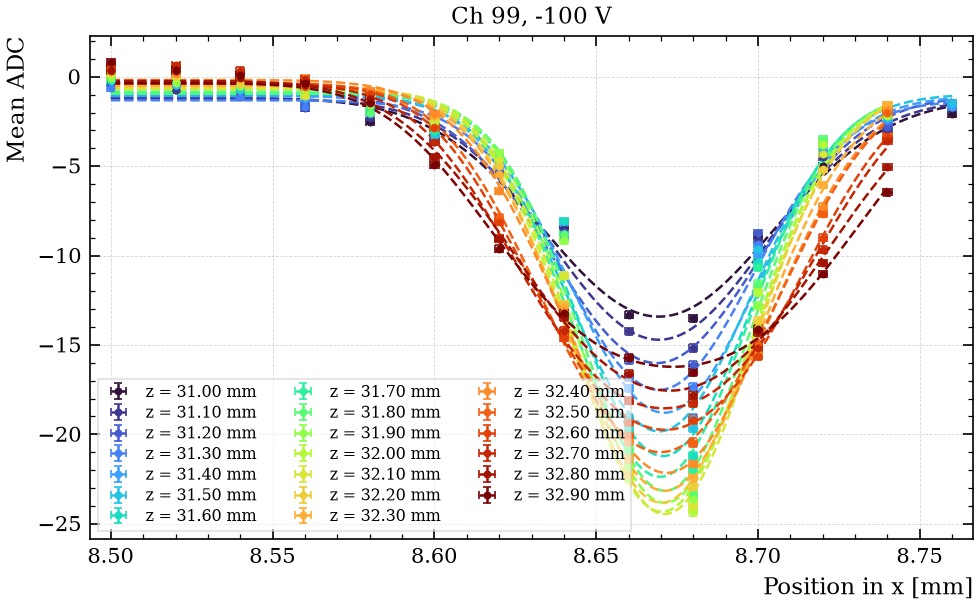 Ch 99, -100 V
Mean ADC
0
−5
−10
−15
−20
−25
z = 31.00 mm
z = 31.10 mm
z = 31.20 mm
z = 31.30 mm
z = 31.40 mm
z = 31.50 mm
z = 31.60 mm
z = 31.70 mm
z = 31.80 mm
z = 31.90 mm
z = 32.00 mm
z = 32.10 mm
z = 32.20 mm
z = 32.30 mm
z = 32.40 mm
z = 32.50 mm
z = 32.60 mm
z = 32.70 mm
z = 32.80 mm
z = 32.90 mm
8.50 8.55 8.60 8.65 8.70 8.75
Position in x [mm]